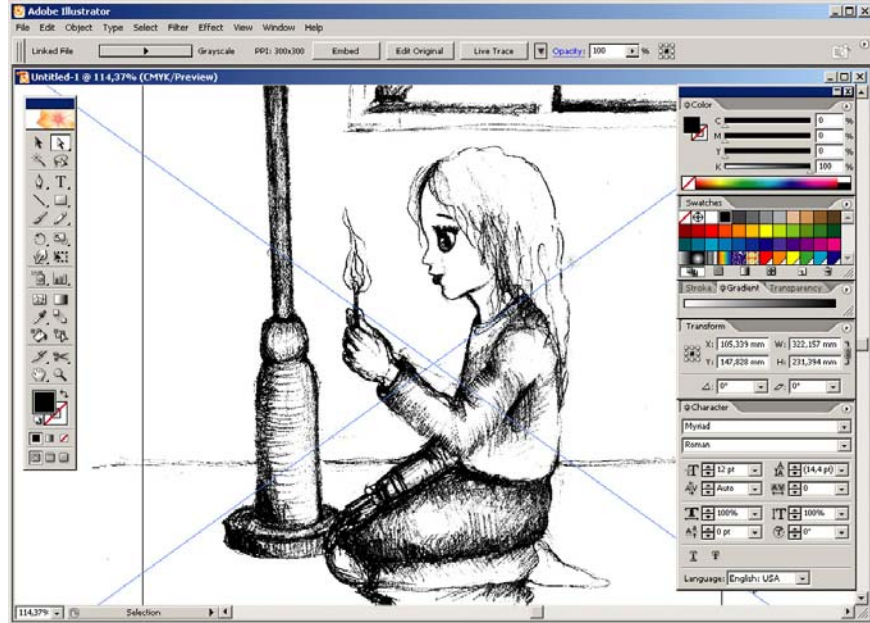 Adobe Illustrator
File Edit Object Type Select Filter Effect View Window Help
Linked File Grayscale PPI: 300x300 Embed Edit Original Live Trace Opacity: 100 %
Untitled-1 @ 114,37% (CMYK/Preview)
Color
C 0 %
M 0 %
Y 0 %
K 100 %
Swatches
Stroke Gradient Transparency
Transform
X: 105,339 mm W: 322,157 mm
Y: 147,828 mm H: 231,394 mm
0° 0°
Character
Myriad
Roman
12 pt (14,4 pt)
Auto 0
100% 100%
0 pt 0°
Language: English: USA
114,37% Selection